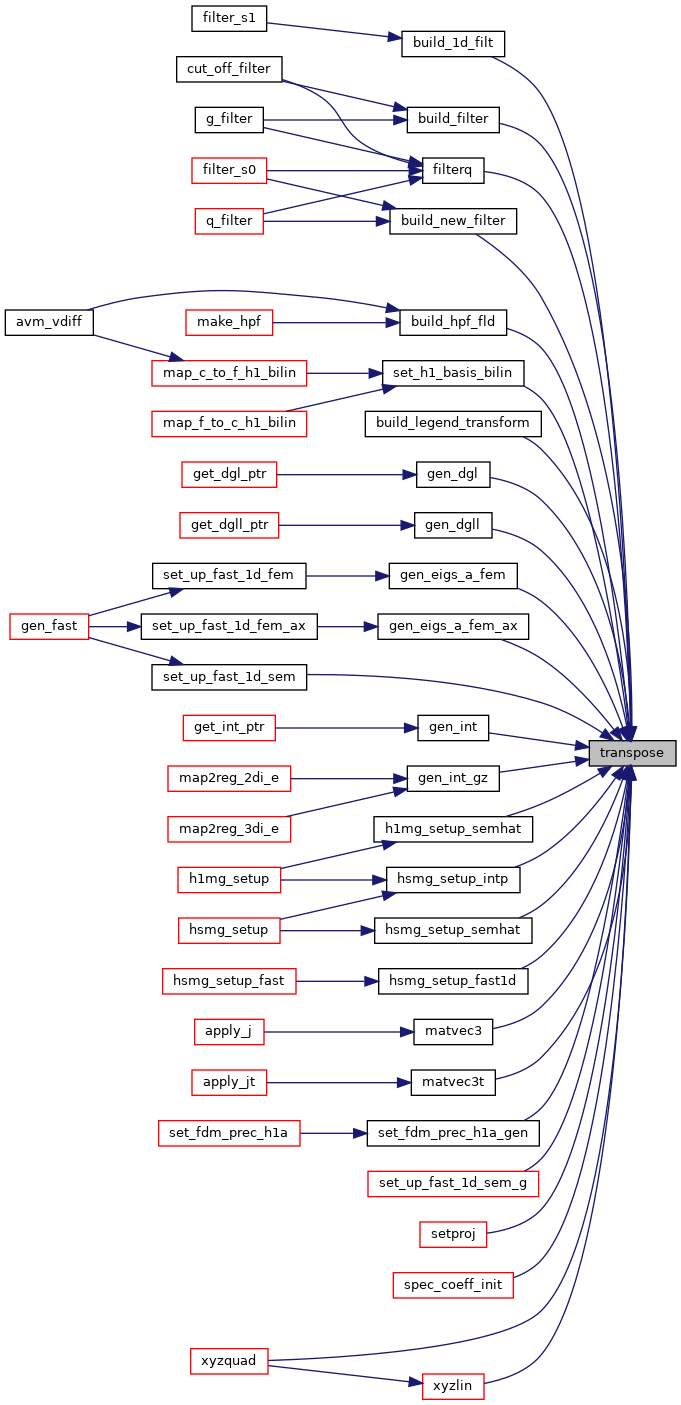 filter_s1
build_1d_filt
cut_off_filter
g_filter
build_filter
filter_s0
filterq
q_filter
build_new_filter
avm_vdiff
make_hpf
build_hpf_fld
map_c_to_f_h1_bilin
set_h1_basis_bilin
map_f_to_c_h1_bilin
build_legend_transform
get_dgl_ptr
gen_dgl
get_dgll_ptr
gen_dgll
set_up_fast_1d_fem
gen_eigs_a_fem
gen_fast
set_up_fast_1d_fem_ax
gen_eigs_a_fem_ax
set_up_fast_1d_sem
get_int_ptr
gen_int
transpose
map2reg_2di_e
gen_int_gz
map2reg_3di_e
h1mg_setup_semhat
h1mg_setup
hsmg_setup_intp
hsmg_setup
hsmg_setup_semhat
hsmg_setup_fast
hsmg_setup_fast1d
apply_j
matvec3
apply_jt
matvec3t
set_fdm_prec_h1a
set_fdm_prec_h1a_gen
set_up_fast_1d_sem_g
setproj
spec_coeff_init
xyzquad
xyzlin